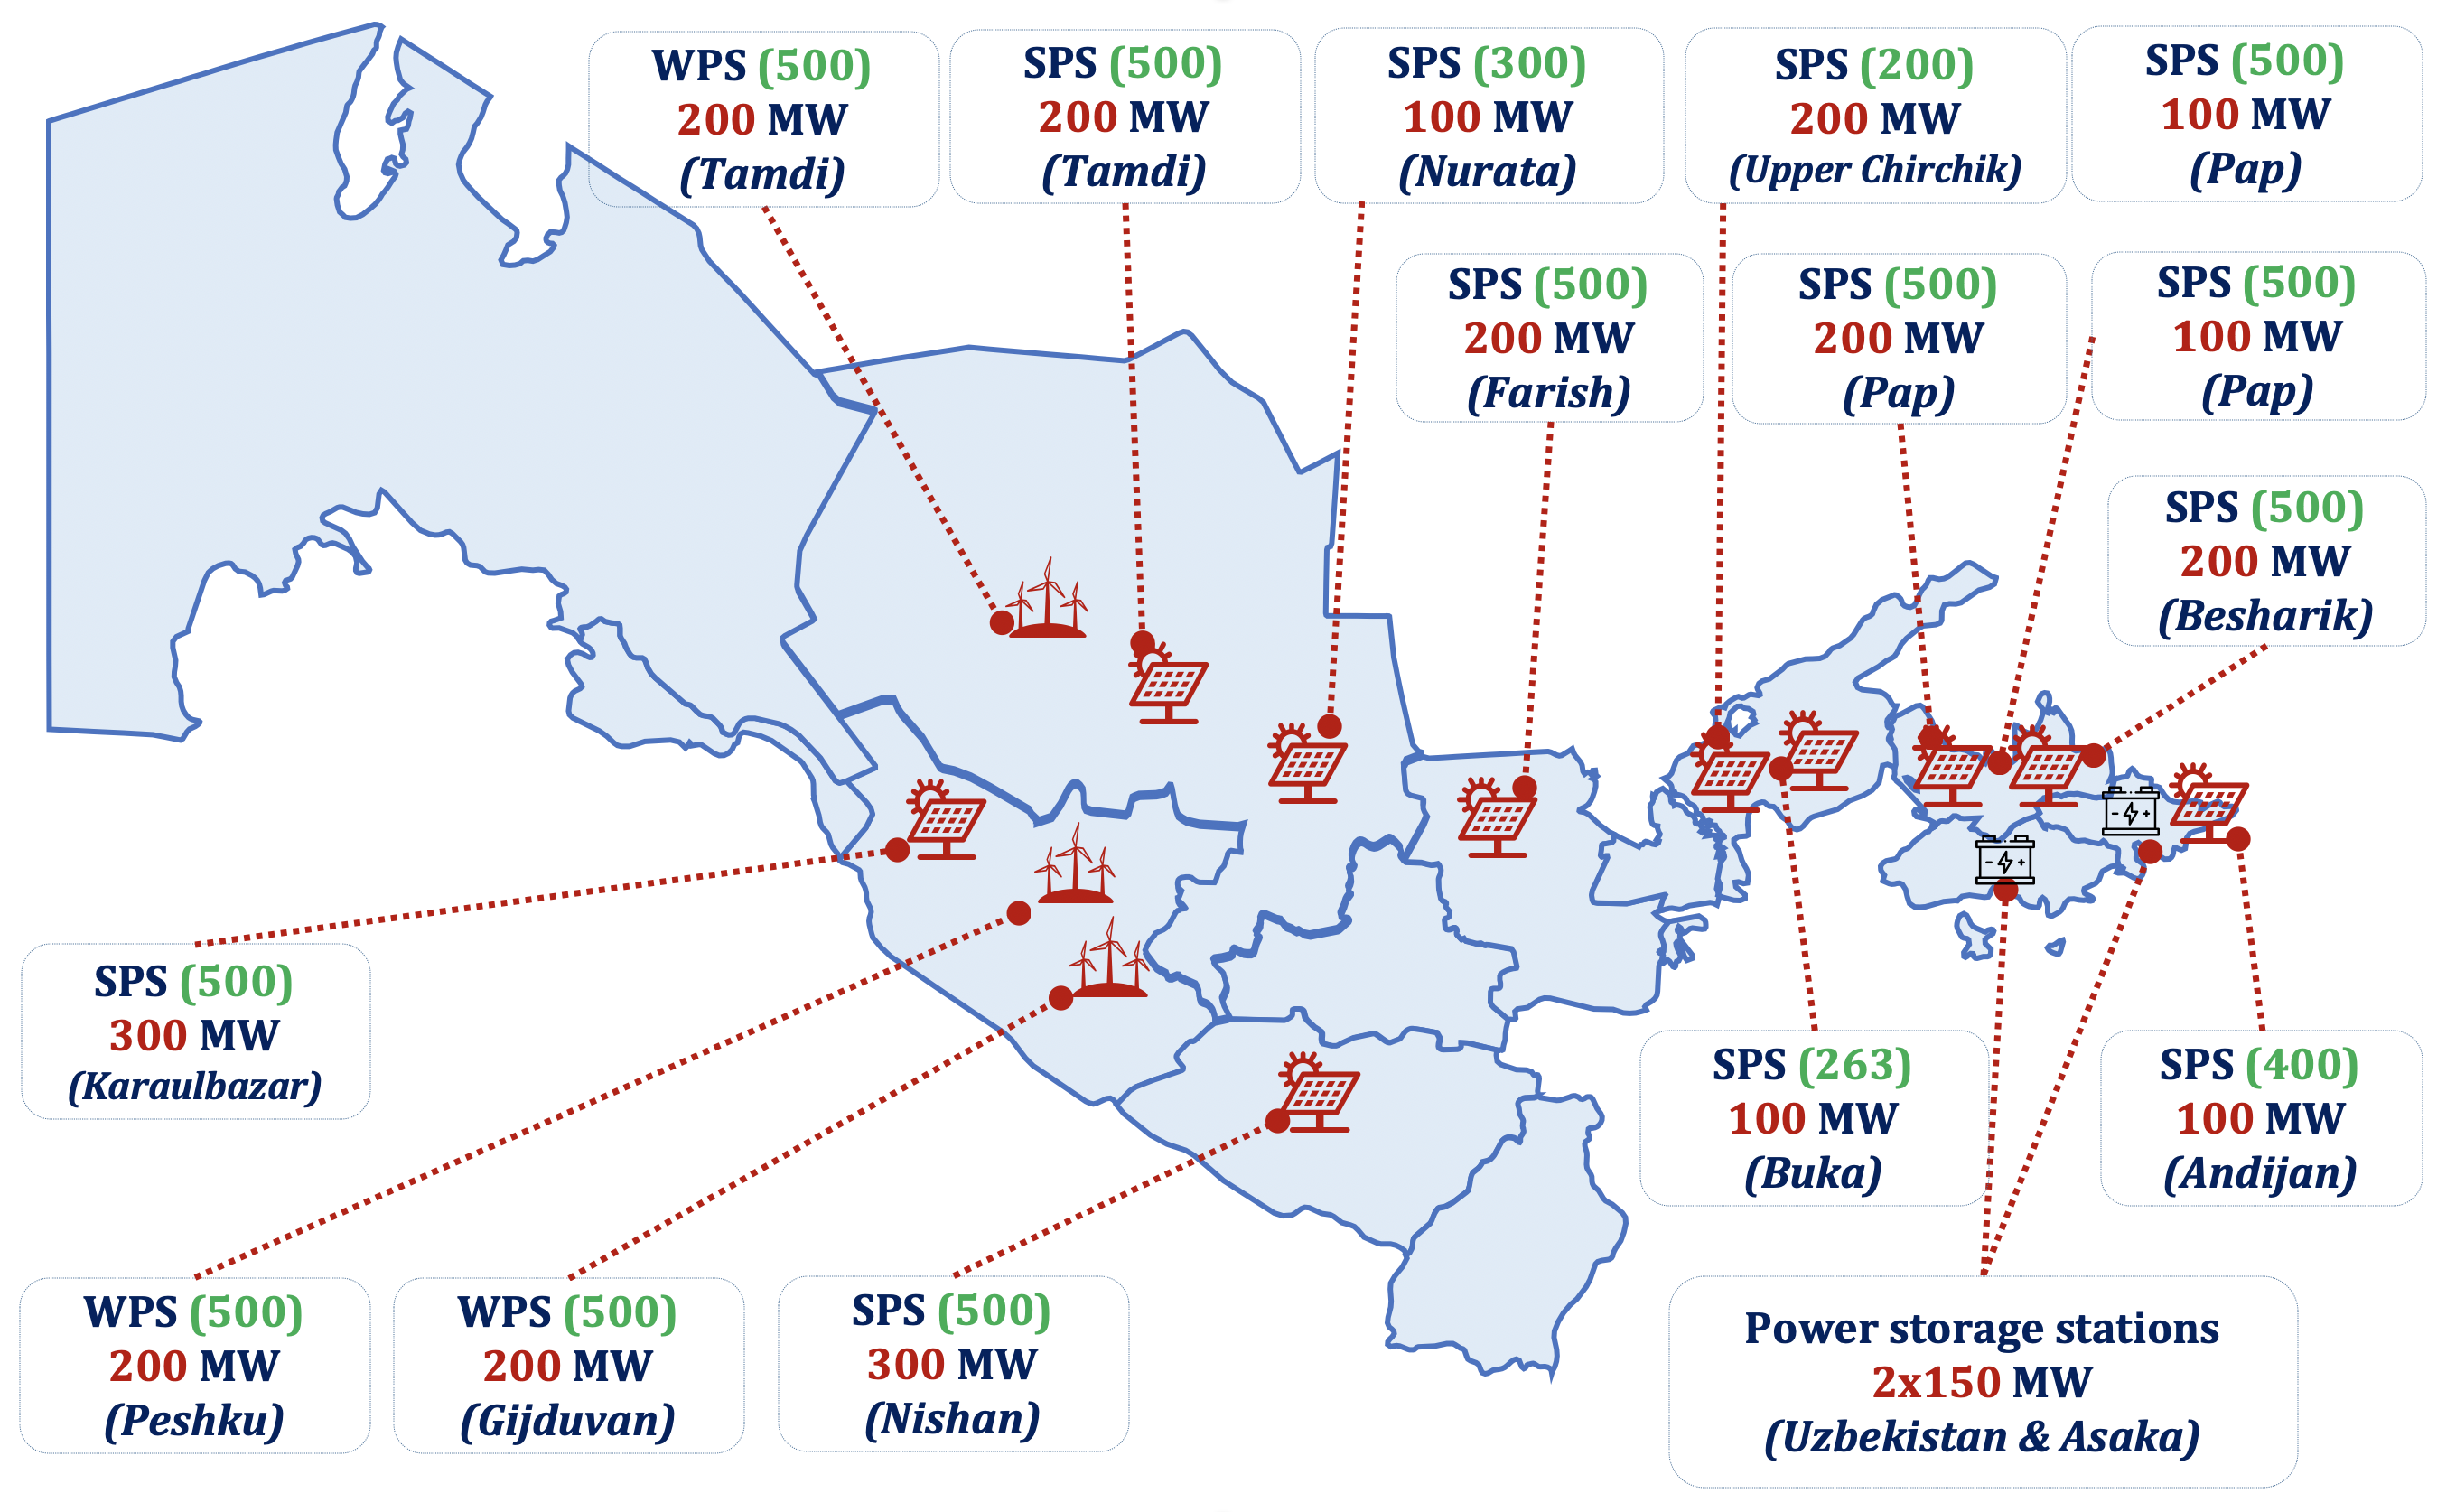 WPS (500)
200 MW
(Tamdi)
SPS (500)
200 MW
(Tamdi)
SPS (300)
100 MW
(Nurata)
SPS (200)
200 MW
(Upper Chirchik)
SPS (500)
100 MW
(Pap)
SPS (500)
200 MW
(Farish)
SPS (500)
200 MW
(Pap)
SPS (500)
100 MW
(Pap)
SPS (500)
200 MW
(Besharik)
SPS (500)
300 MW
(Karaulbazar)
SPS (263)
100 MW
(Buka)
SPS (400)
100 MW
(Andijan)
WPS (500)
200 MW
(Peshku)
WPS (500)
200 MW
(Gijduvan)
SPS (500)
300 MW
(Nishan)
Power storage stations
2x150 MW
(Uzbekistan & Asaka)